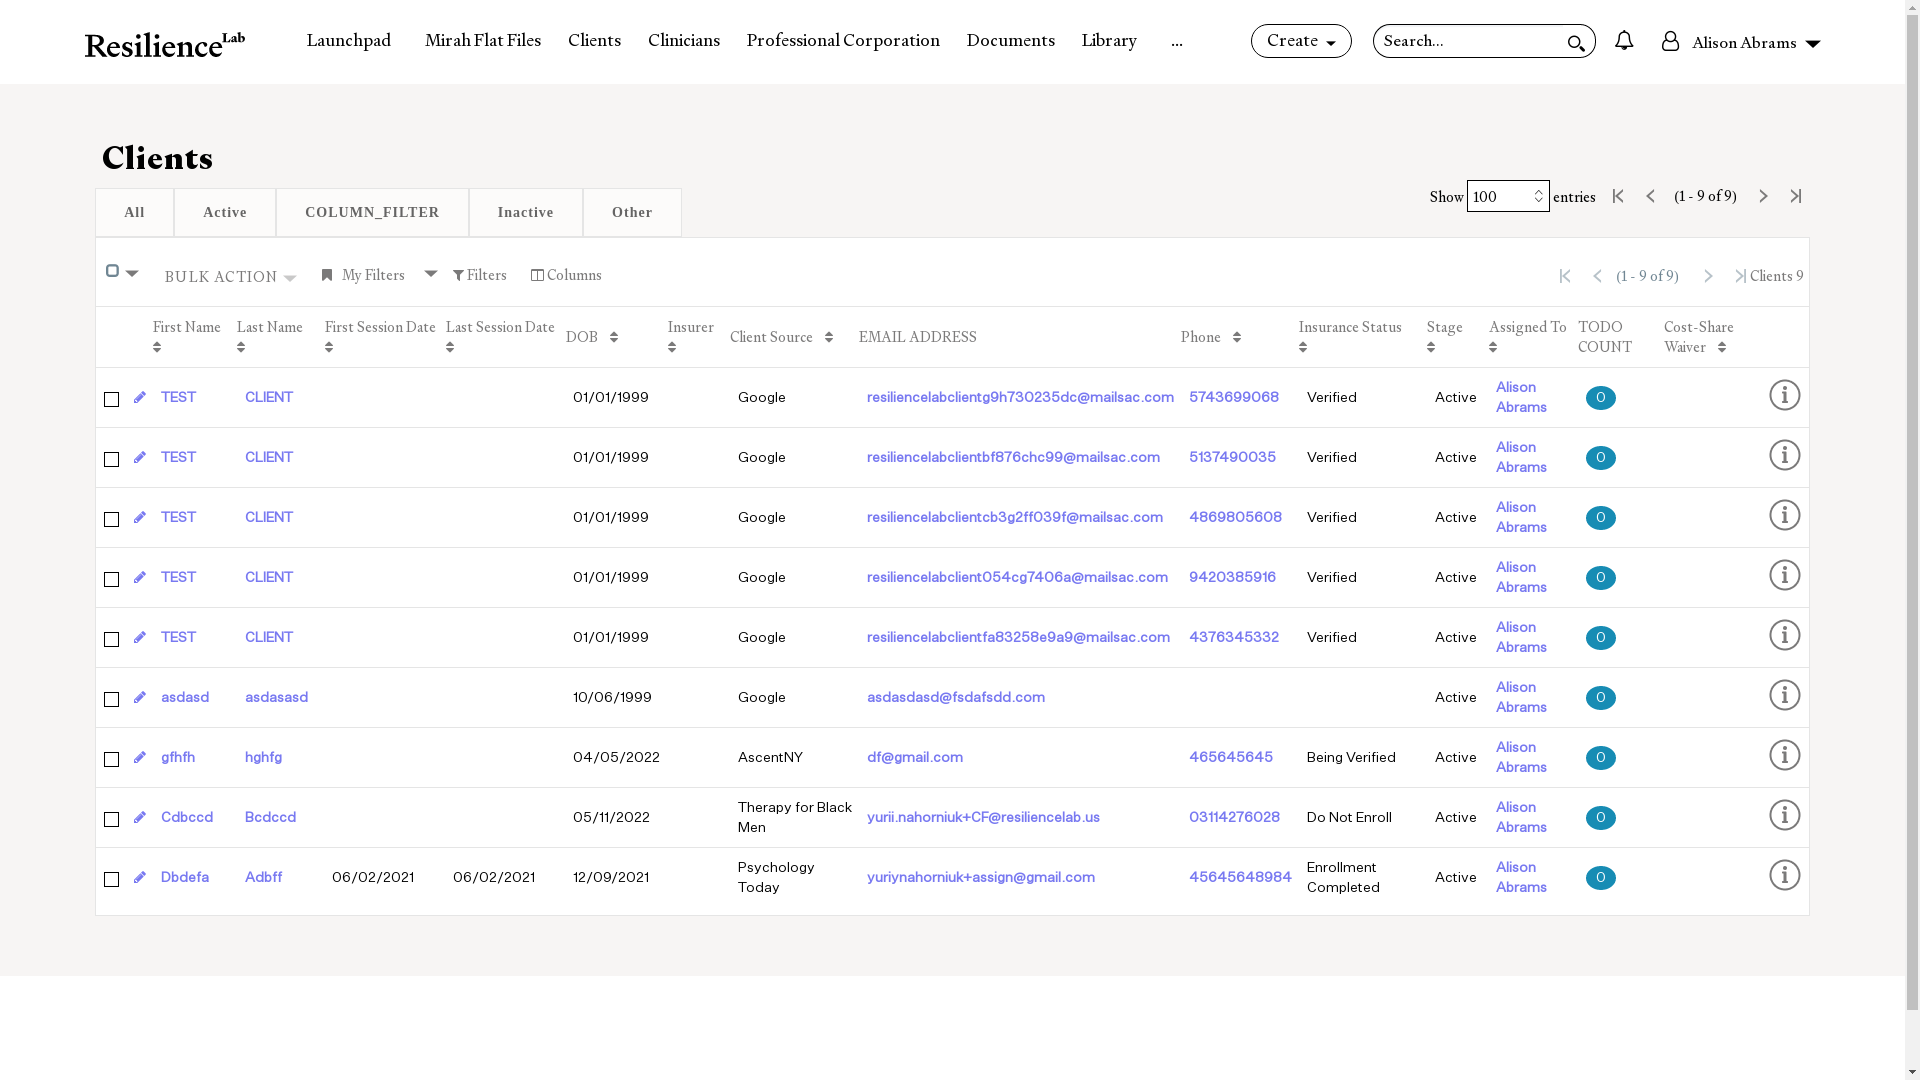 ResilienceLab Launchpad Mirah Flat Files Clients Clinicians Professional Corporation Documents Library ... Create Search... Alison Abrams
Clients
Show 100 entries (1 - 9 of 9)
All Active COLUMN_FILTER Inactive Other
BULK ACTION My Filters Filters Columns (1 - 9 of 9) Clients 9
First Name Last Name First Session Date Last Session Date DOB Insurer Client Source EMAIL ADDRESS Phone Insurance Status Stage Assigned To TODO COUNT Cost-Share Waiver
TEST CLIENT 01/01/1999 Google resiliencelabclientg9h730235dc@mailsac.com 5743699068 Verified Active Alison Abrams 0
TEST CLIENT 01/01/1999 Google resiliencelabclientbf876chc99@mailsac.com 5137490035 Verified Active Alison Abrams 0
TEST CLIENT 01/01/1999 Google resiliencelabclientcb3g2ff039f@mailsac.com 4869805608 Verified Active Alison Abrams 0
TEST CLIENT 01/01/1999 Google resiliencelabclient054cg7406a@mailsac.com 9420385916 Verified Active Alison Abrams 0
TEST CLIENT 01/01/1999 Google resiliencelabclientfa83258e9a9@mailsac.com 4376345332 Verified Active Alison Abrams 0
asdasd asdasasd 10/06/1999 Google asdasdasd@fsdafsdd.com Active Alison Abrams 0
gfhfh hghfg 04/05/2022 AscentNY df@gmail.com 465645645 Being Verified Active Alison Abrams 0
Cdbccd Bcdccd 05/11/2022 Therapy for Black Men yurii.nahorniuk+CF@resiliencelab.us 03114276028 Do Not Enroll Active Alison Abrams 0
Dbdefa Adbff 06/02/2021 06/02/2021 12/09/2021 Psychology Today yuriynahorniuk+assign@gmail.com 45645648984 Enrollment Completed Active Alison Abrams 0